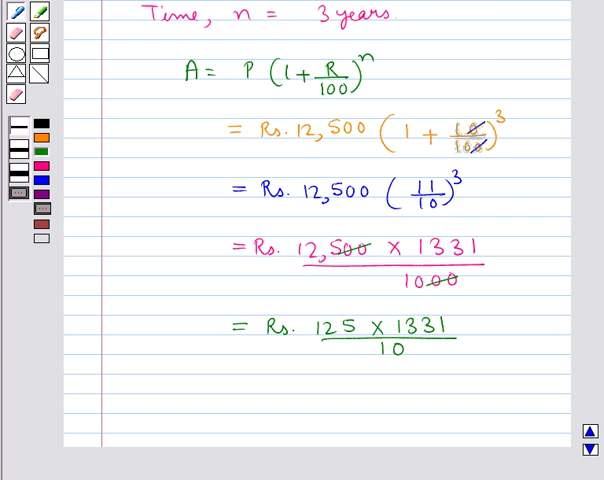 Time, n = 3 years.
A = P (1 + R/100)^n
= Rs. 12,500 (1 + 10/100)^3
= Rs. 12,500 (11/10)^3
= Rs. 12,500 x 1331
1000
= Rs. 125 x 1331
10